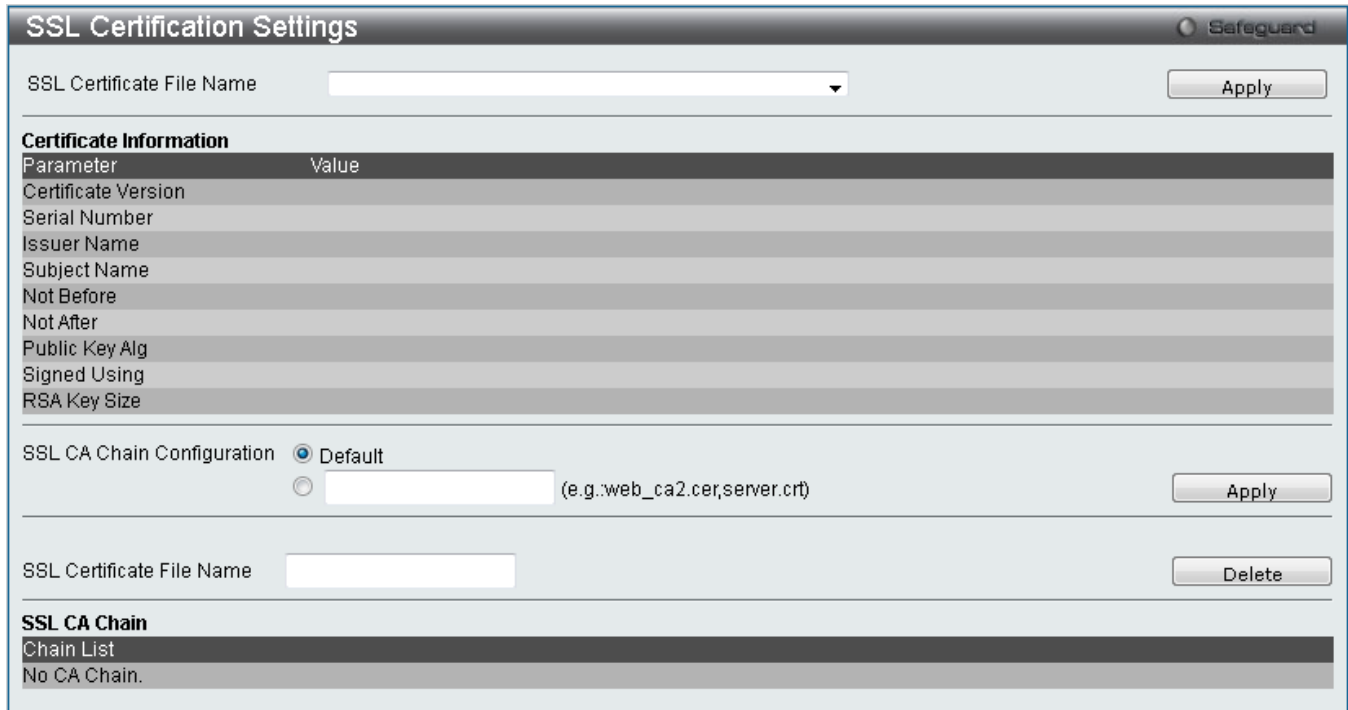 SSL Certification Settings
Safeguard
SSL Certificate File Name
Apply
Certificate Information
Parameter Value
Certificate Version
Serial Number
Issuer Name
Subject Name
Not Before
Not After
Public Key Alg
Signed Using
RSA Key Size
SSL CA Chain Configuration Default
(e.g.:web_ca2.cer,server.crt) Apply
SSL Certificate File Name Delete
SSL CA Chain
Chain List
No CA Chain.